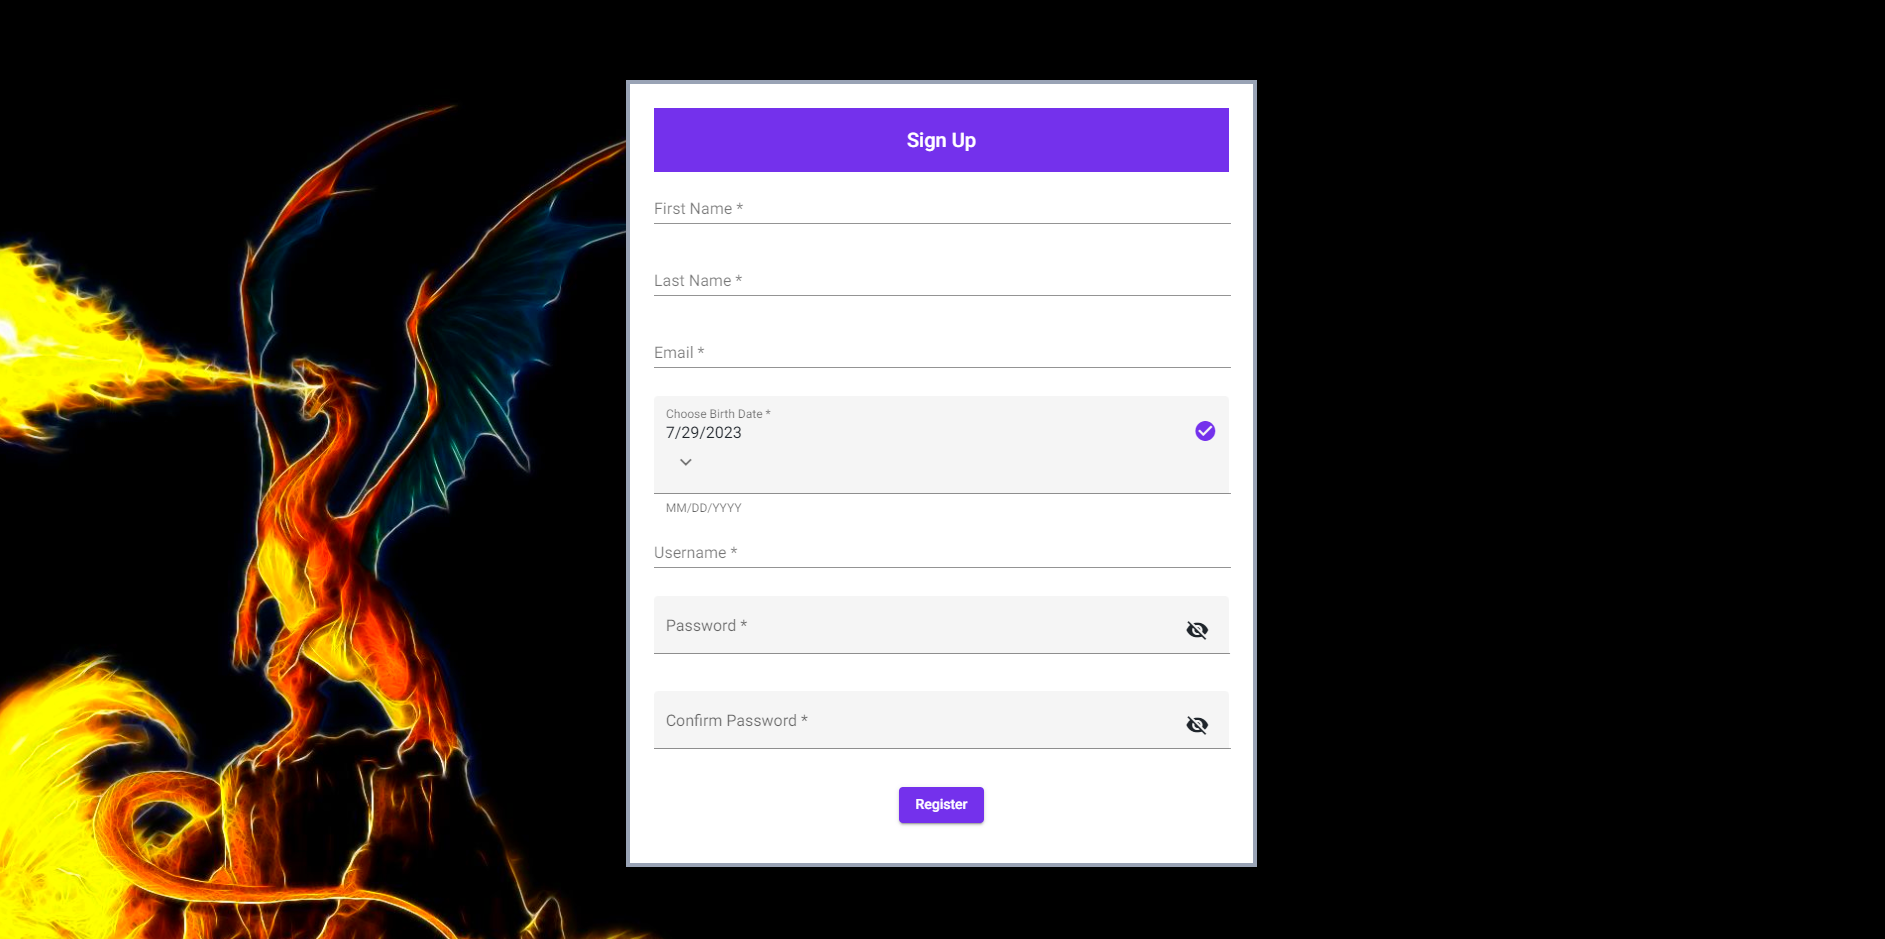 Sign Up
First Name *
Last Name *
Email *
Choose Birth Date *
7/29/2023
MM/DD/YYYY
Username *
Password *
Confirm Password *
Register